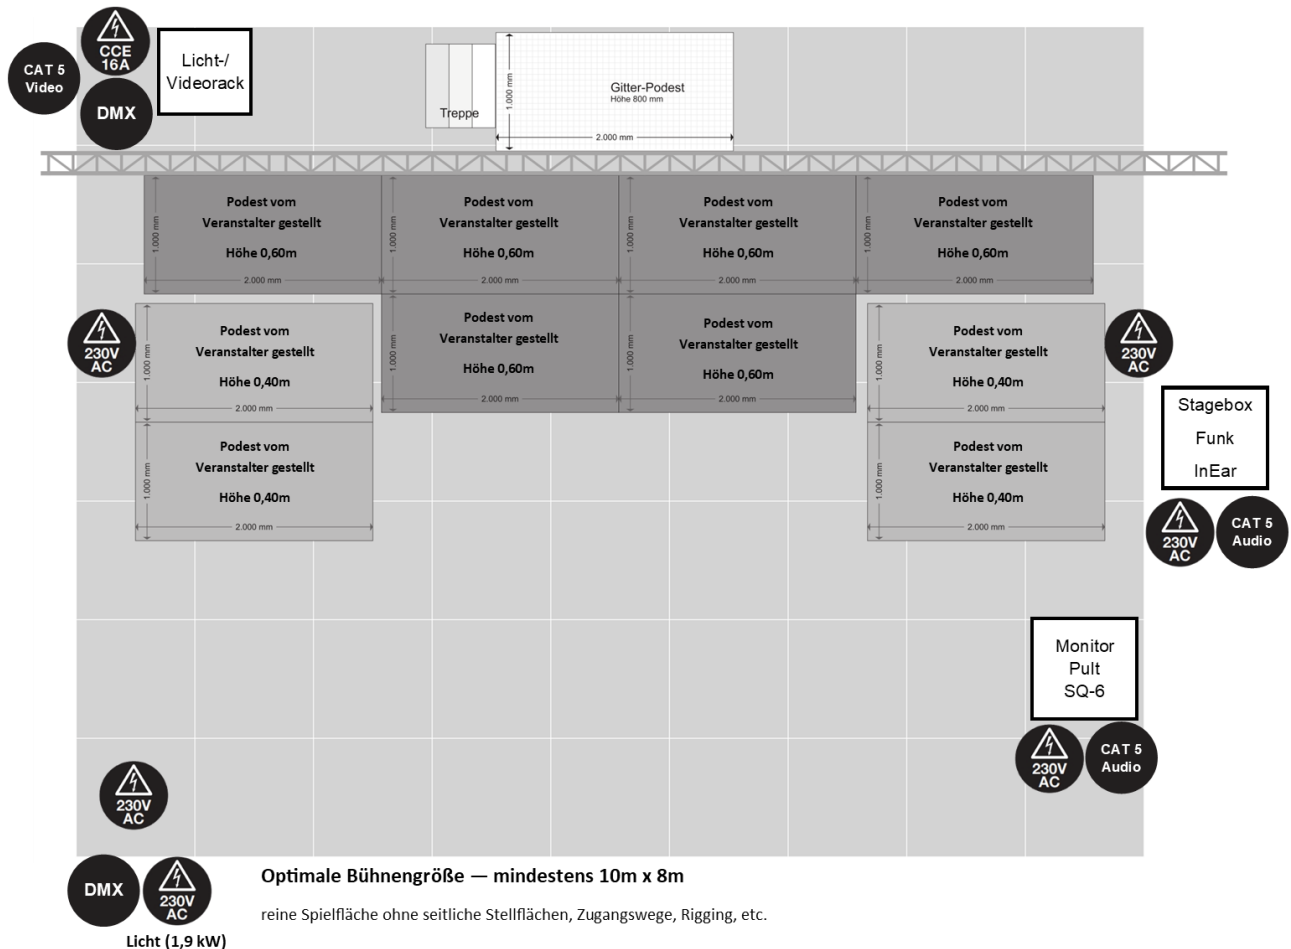 CCE
16A
CAT 5
Video
DMX
Licht-/
Videorack
Treppe
1.000 mm
Gitter-Podest
Höhe 800 mm
2.000 mm
1.000 mm
Podest vom
Veranstalter gestellt
Höhe 0,60m
2.000 mm
1.000 mm
Podest vom
Veranstalter gestellt
Höhe 0,60m
2.000 mm
1.000 mm
Podest vom
Veranstalter gestellt
Höhe 0,60m
2.000 mm
1.000 mm
Podest vom
Veranstalter gestellt
Höhe 0,60m
2.000 mm
230V
AC
1.000 mm
Podest vom
Veranstalter gestellt
Höhe 0,40m
2.000 mm
1.000 mm
Podest vom
Veranstalter gestellt
Höhe 0,60m
2.000 mm
1.000 mm
Podest vom
Veranstalter gestellt
Höhe 0,60m
2.000 mm
1.000 mm
Podest vom
Veranstalter gestellt
Höhe 0,40m
2.000 mm
230V
AC
1.000 mm
Podest vom
Veranstalter gestellt
Höhe 0,40m
2.000 mm
1.000 mm
Podest vom
Veranstalter gestellt
Höhe 0,40m
2.000 mm
Stagebox
Funk
InEar
230V
AC
CAT 5
Audio
Monitor
Pult
SQ-6
230V
AC
CAT 5
Audio
230V
AC
DMX
230V
AC
Licht (1,9 kW)
Optimale Bühnengröße — mindestens 10m x 8m
reine Spielfläche ohne seitliche Stellflächen, Zugangswege, Rigging, etc.